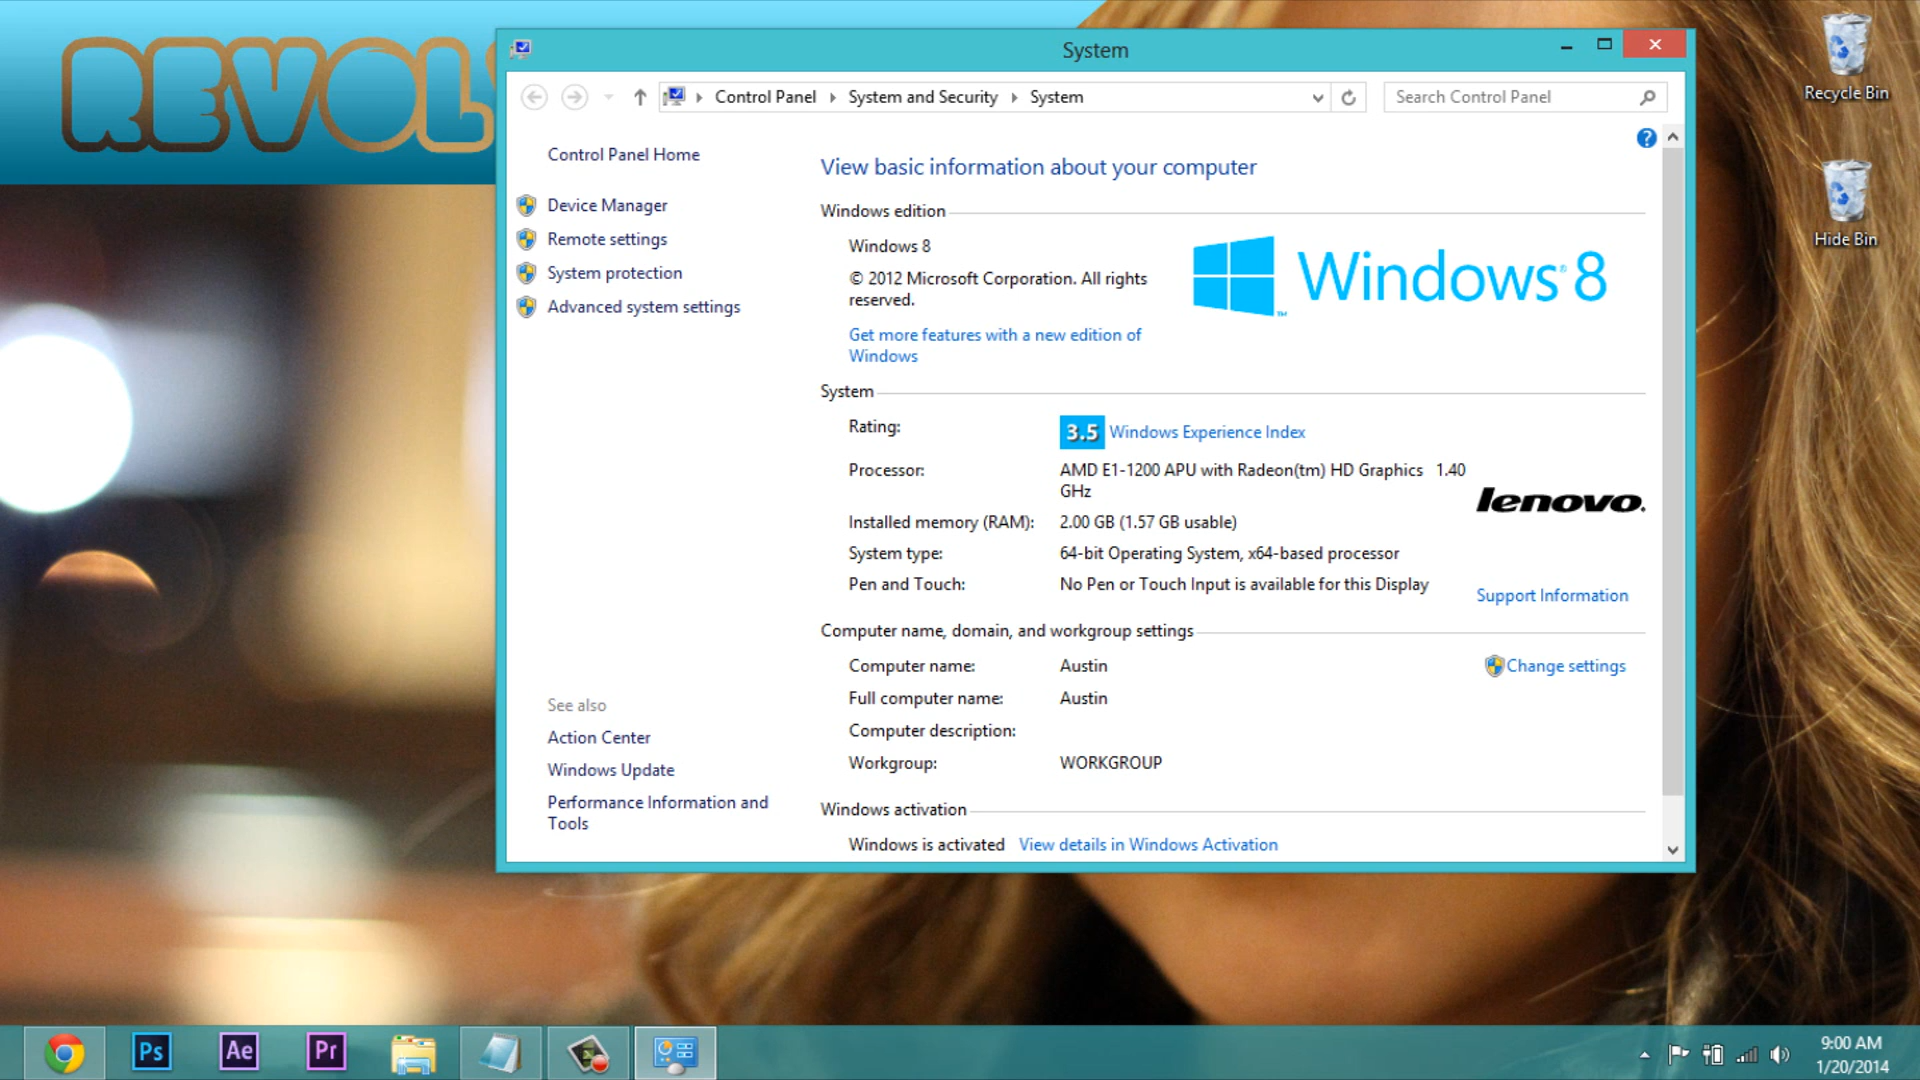 REVOL
System
Control Panel System and Security System
Search Control Panel
Recycle Bin
Hide Bin
Control Panel Home
Device Manager
Remote settings
System protection
Advanced system settings
See also
Action Center
Windows Update
Performance Information and
Tools
?
View basic information about your computer
Windows edition
Windows 8
© 2012 Microsoft Corporation. All rights
reserved.
Get more features with a new edition of
Windows
Windows® 8
™
System
Rating:
3.5 Windows Experience Index
Processor:
AMD E1-1200 APU with Radeon(tm) HD Graphics 1.40
GHz
lenovo.
Installed memory (RAM): 2.00 GB (1.57 GB usable)
System type: 64-bit Operating System, x64-based processor
Pen and Touch: No Pen or Touch Input is available for this Display
Support Information
Computer name, domain, and workgroup settings
Computer name: Austin
Change settings
Full computer name: Austin
Computer description:
Workgroup: WORKGROUP
Windows activation
Windows is activated View details in Windows Activation
Ps
Ae
Pr
9:00 AM
1/20/2014